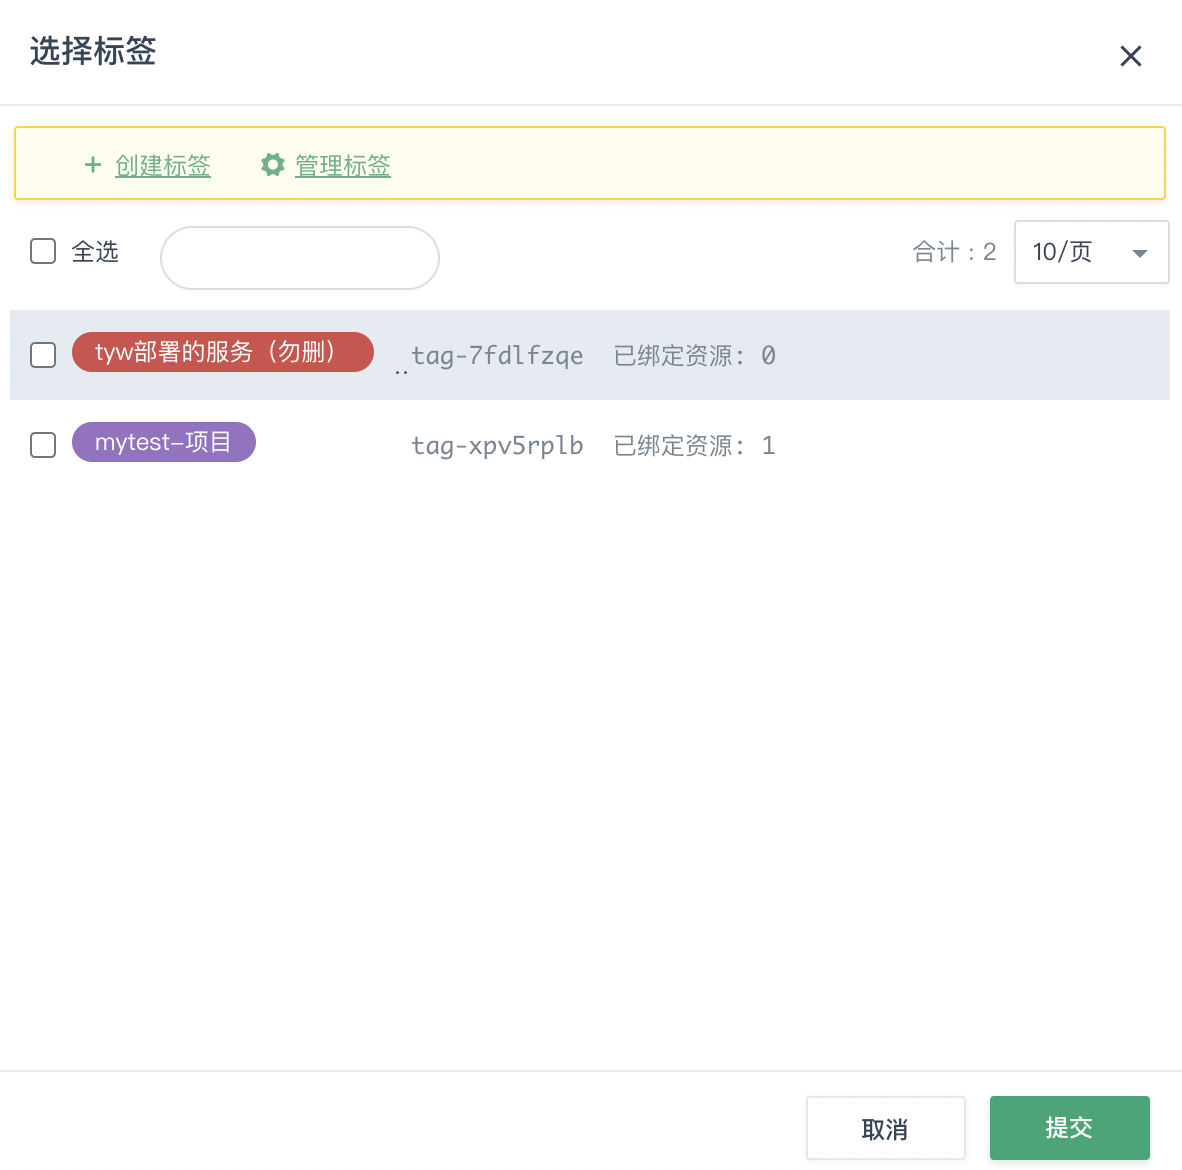 选择标签
+ 创建标签 管理标签
全选 合计：2 10/页
tyw部署的服务（勿删） ..tag-7fdlfzqe 已绑定资源: 0
mytest-项目 tag-xpv5rplb 已绑定资源: 1
取消 提交